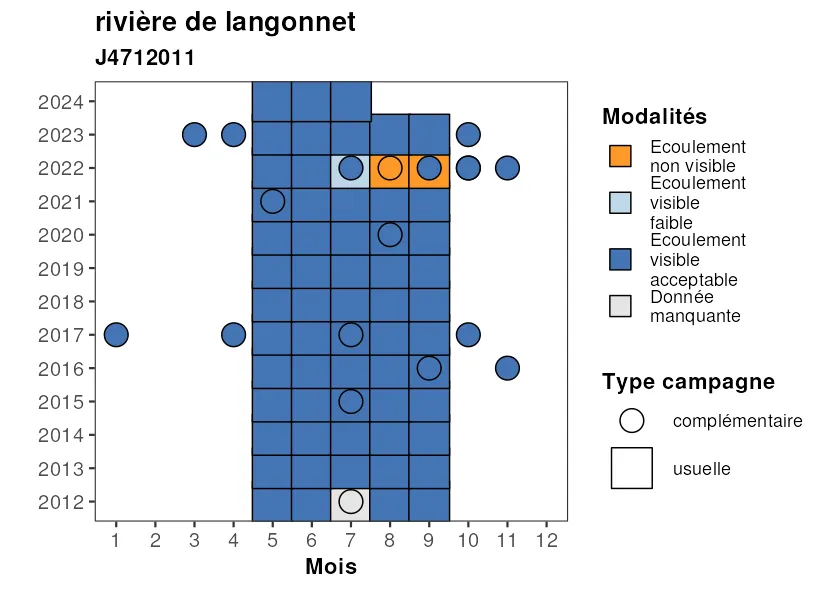 rivière de langonnet
J4712011
2024
2023
2022
2021
2020
2019
2018
2017
2016
2015
2014
2013
2012
1 2 3 4 5 6 7 8 9 10 11 12
Mois
Modalités
Ecoulement
non visible
Ecoulement
visible
faible
Ecoulement
visible
acceptable
Donnée
manquante
Type campagne
complémentaire
usuelle